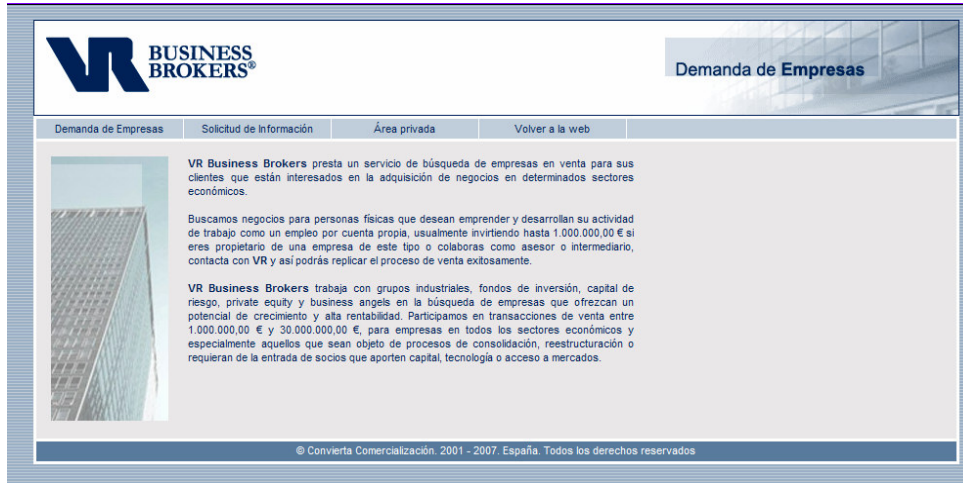 VR BUSINESS
BROKERS®
Demanda de Empresas
Demanda de Empresas Solicitud de Información Área privada Volver a la web
VR Business Brokers presta un servicio de búsqueda de empresas en venta para sus
clientes que están interesados en la adquisición de negocios en determinados sectores
económicos.
Buscamos negocios para personas físicas que desean emprender y desarrollan su actividad
de trabajo como un empleo por cuenta propia, usualmente invirtiendo hasta 1.000.000,00 € si
eres propietario de una empresa de este tipo o colaboras como asesor o intermediario,
contacta con VR y así podrás replicar el proceso de venta exitosamente.
VR Business Brokers trabaja con grupos industriales, fondos de inversión, capital de
riesgo, private equity y business angels en la búsqueda de empresas que ofrezcan un
potencial de crecimiento y alta rentabilidad. Participamos en transacciones de venta entre
1.000.000,00 € y 30.000.000,00 €, para empresas en todos los sectores económicos y
especialmente aquellos que sean objeto de procesos de consolidación, reestructuración o
requieran de la entrada de socios que aporten capital, tecnología o acceso a mercados.
© Convierta Comercialización. 2001 - 2007. España. Todos los derechos reservados